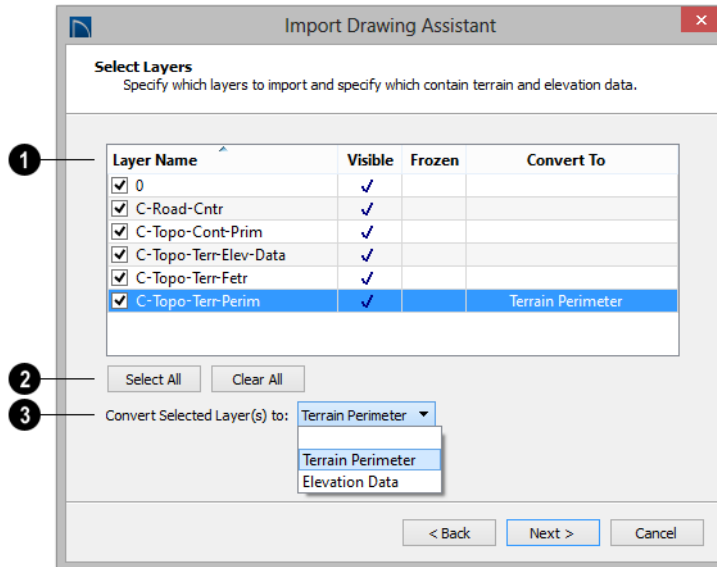 Import Drawing Assistant
Select Layers
Specify which layers to import and specify which contain terrain and elevation data.
1
Layer Name Visible Frozen Convert To
0
C-Road-Cntr
C-Topo-Cont-Prim
C-Topo-Terr-Elev-Data
C-Topo-Terr-Fetr
C-Topo-Terr-Perim Terrain Perimeter
2 Select All Clear All
3 Convert Selected Layer(s) to: Terrain Perimeter
Terrain Perimeter
Elevation Data
< Back Next > Cancel